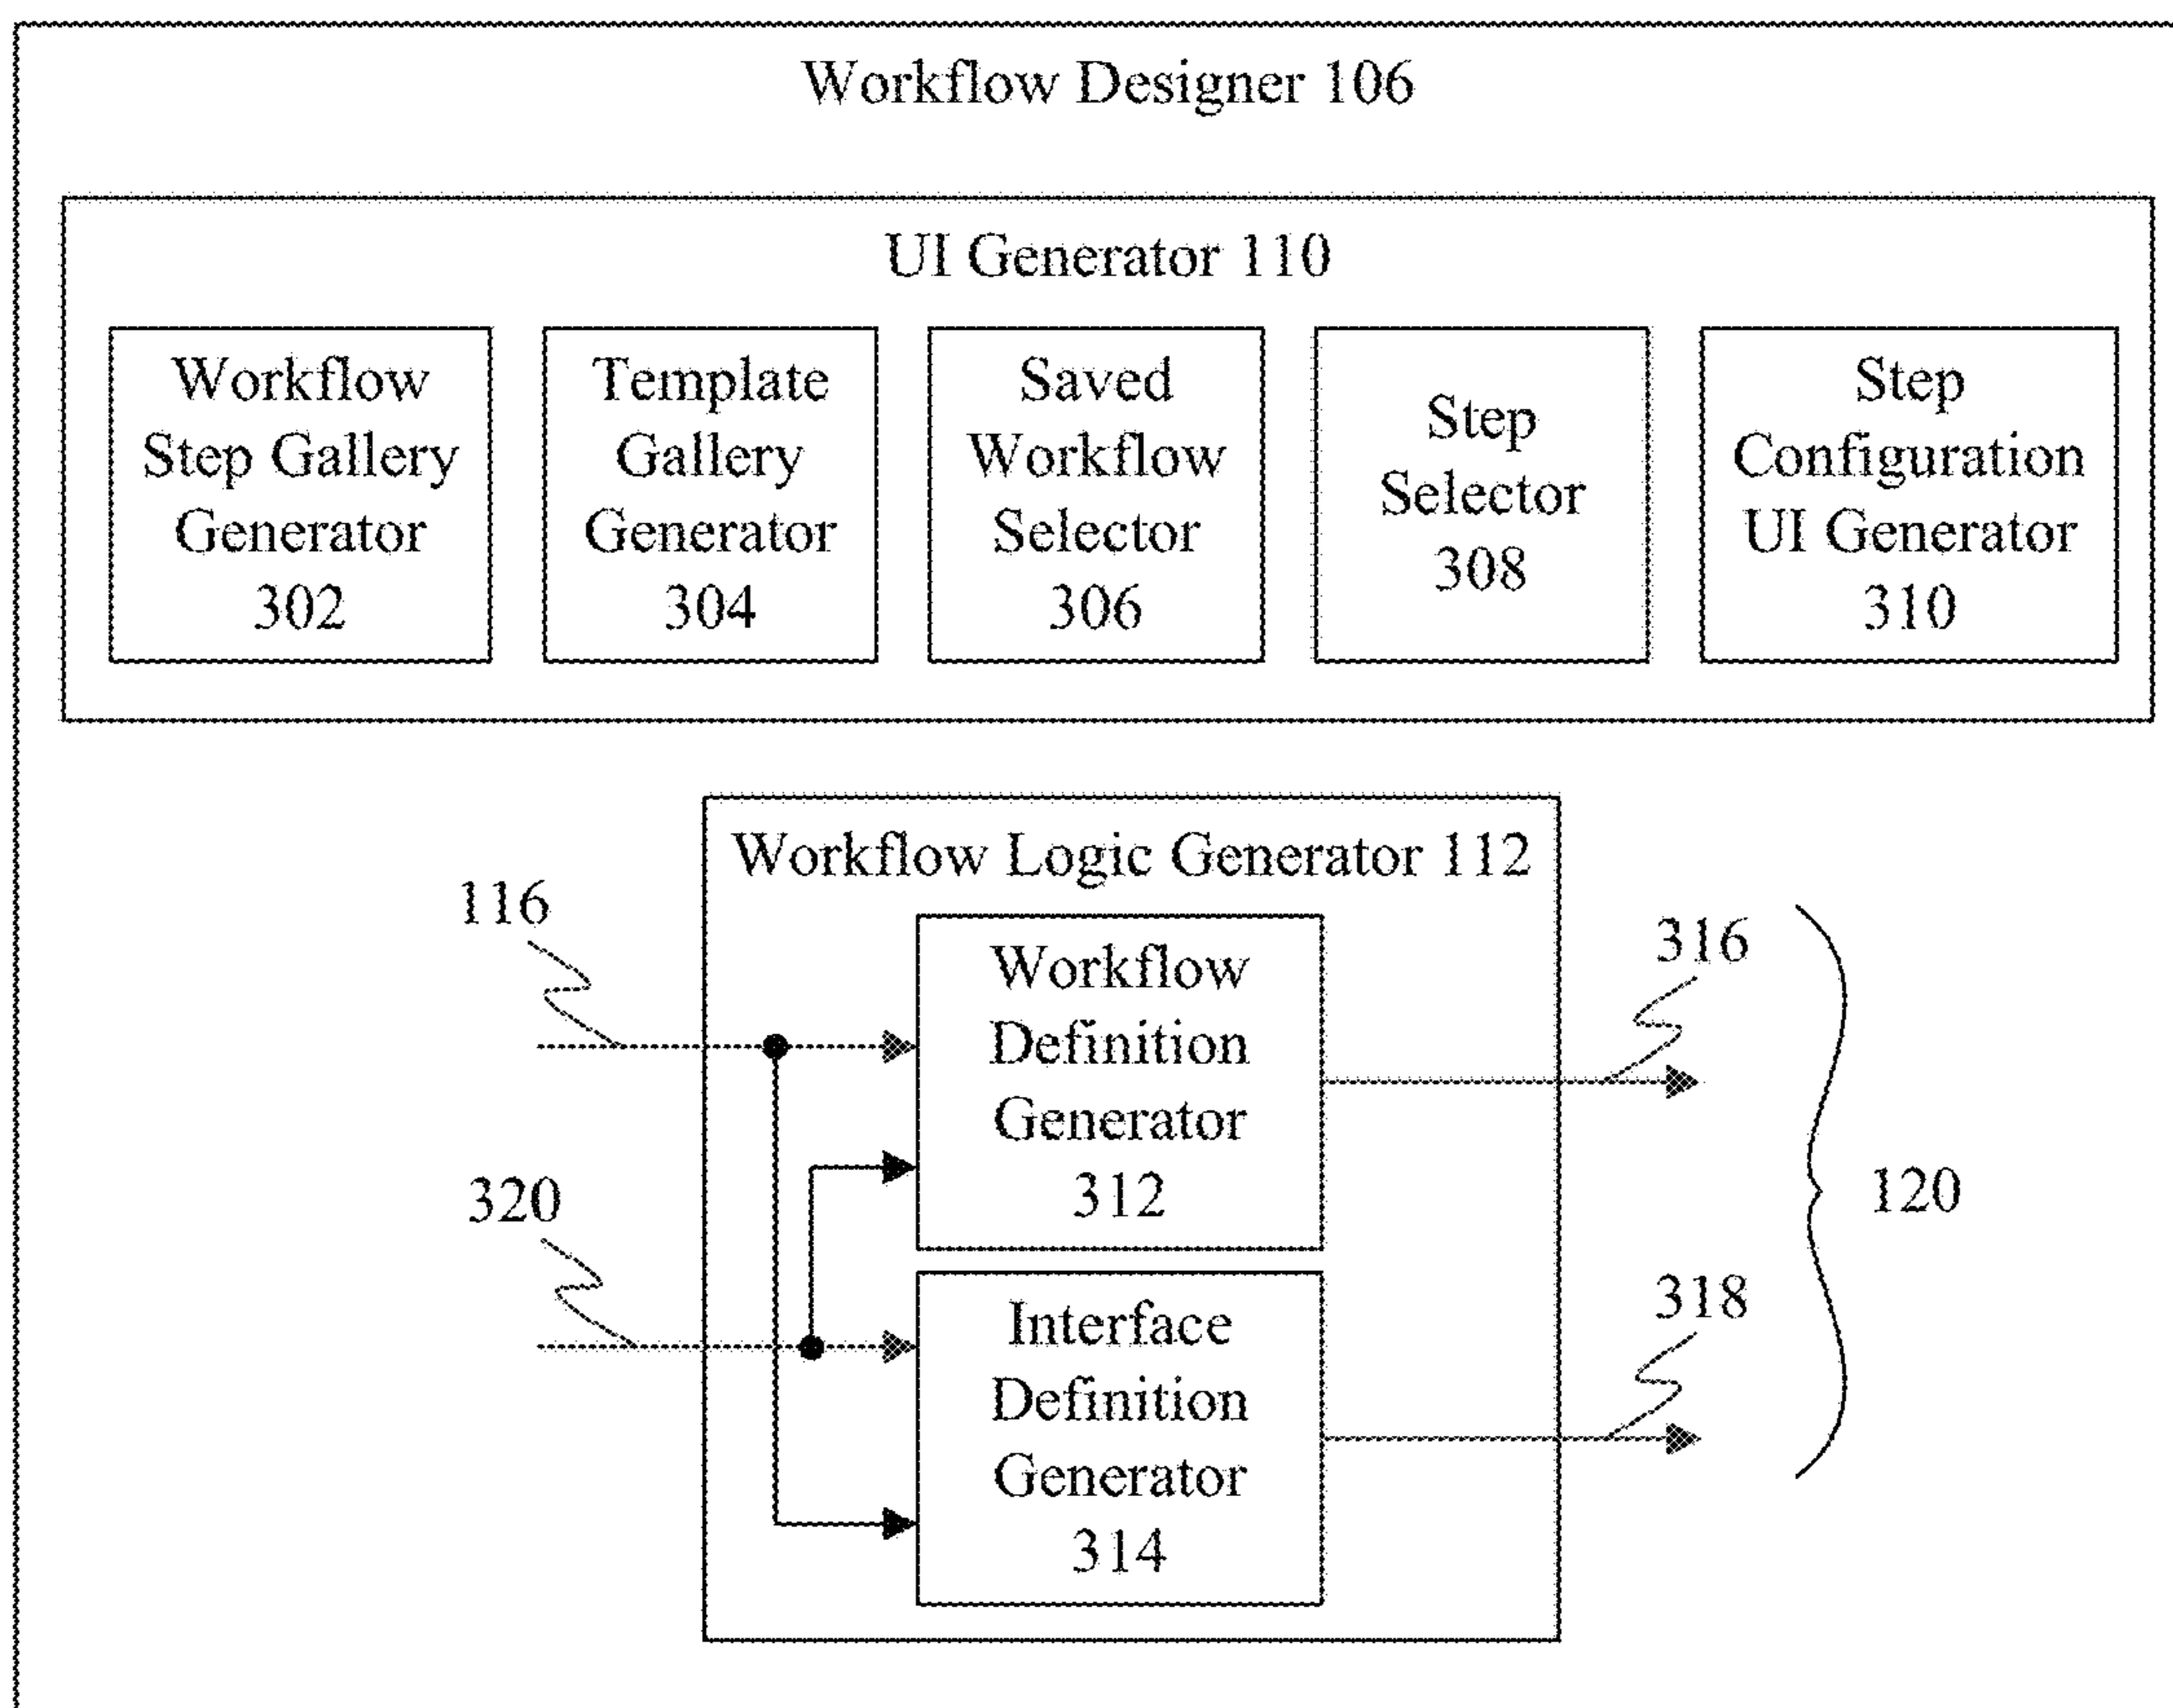 Workflow Designer 106
UI Generator 110
Workflow
Step Gallery
Generator
302
Template
Gallery
Generator
304
Saved
Workflow
Selector
306
Step
Selector
308
Step
Configuration
UI Generator
310
Workflow Logic Generator 112
116
320
Workflow
Definition
Generator
312
Interface
Definition
Generator
314
316
318
120